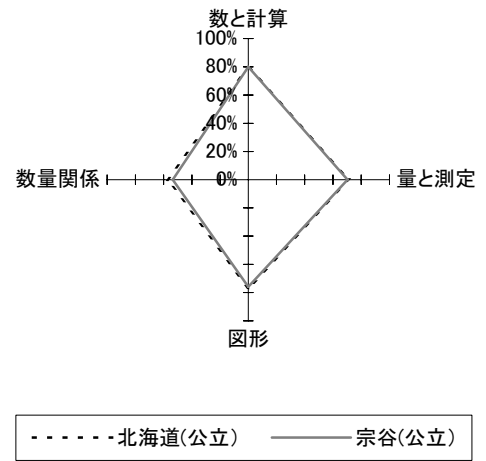 数と計算
100%
80%
60%
40%
20%
0%
数量関係
量と測定
図形
北海道(公立)
宗谷(公立)